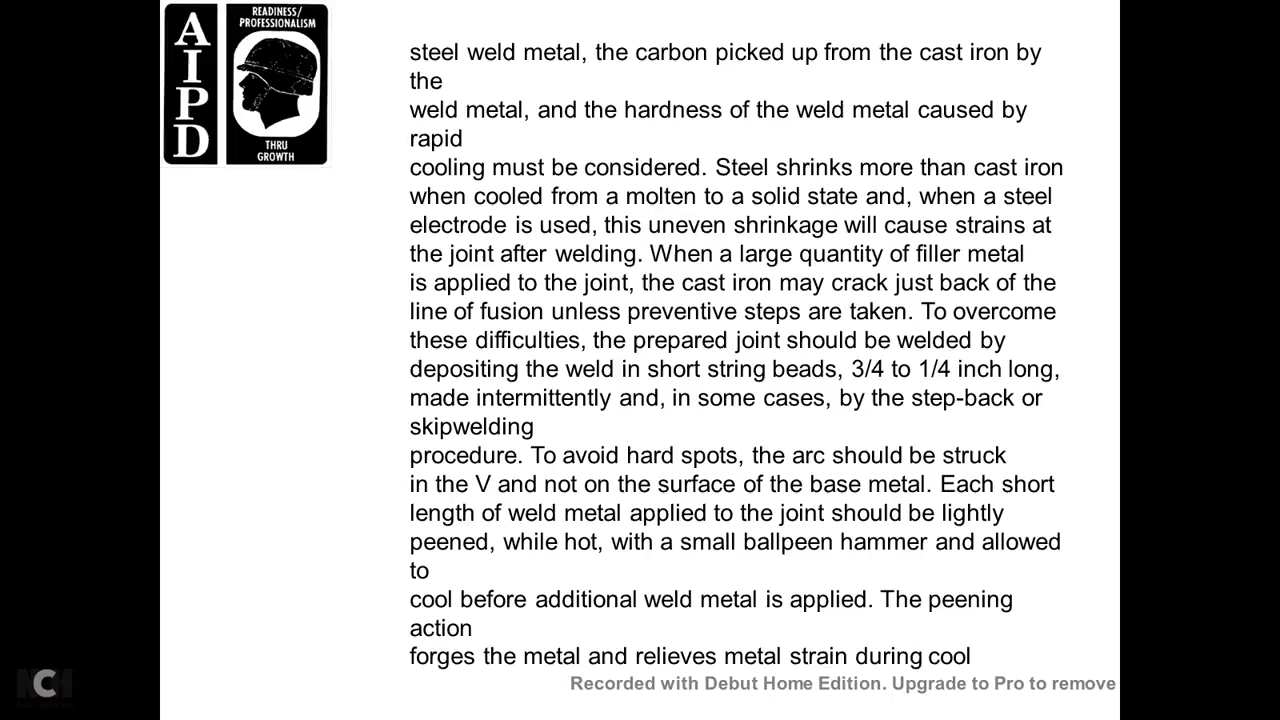 A
I
P
D
READINESS/
PROFESSIONALISM
THRU
GROWTH
steel weld metal, the carbon picked up from the cast iron by
the
weld metal, and the hardness of the weld metal caused by
rapid
cooling must be considered. Steel shrinks more than cast iron
when cooled from a molten to a solid state and, when a steel
electrode is used, this uneven shrinkage will cause strains at
the joint after welding. When a large quantity of filler metal
is applied to the joint, the cast iron may crack just back of the
line of fusion unless preventive steps are taken. To overcome
these difficulties, the prepared joint should be welded by
depositing the weld in short string beads, 3/4 to 1/4 inch long,
made intermittently and, in some cases, by the step-back or
skipwelding
procedure. To avoid hard spots, the arc should be struck
in the V and not on the surface of the base metal. Each short
length of weld metal applied to the joint should be lightly
peened, while hot, with a small ballpeen hammer and allowed
to
cool before additional weld metal is applied. The peening
action
forges the metal and relieves metal strain during cool
Recorded with Debut Home Edition. Upgrade to Pro to remove
NCH